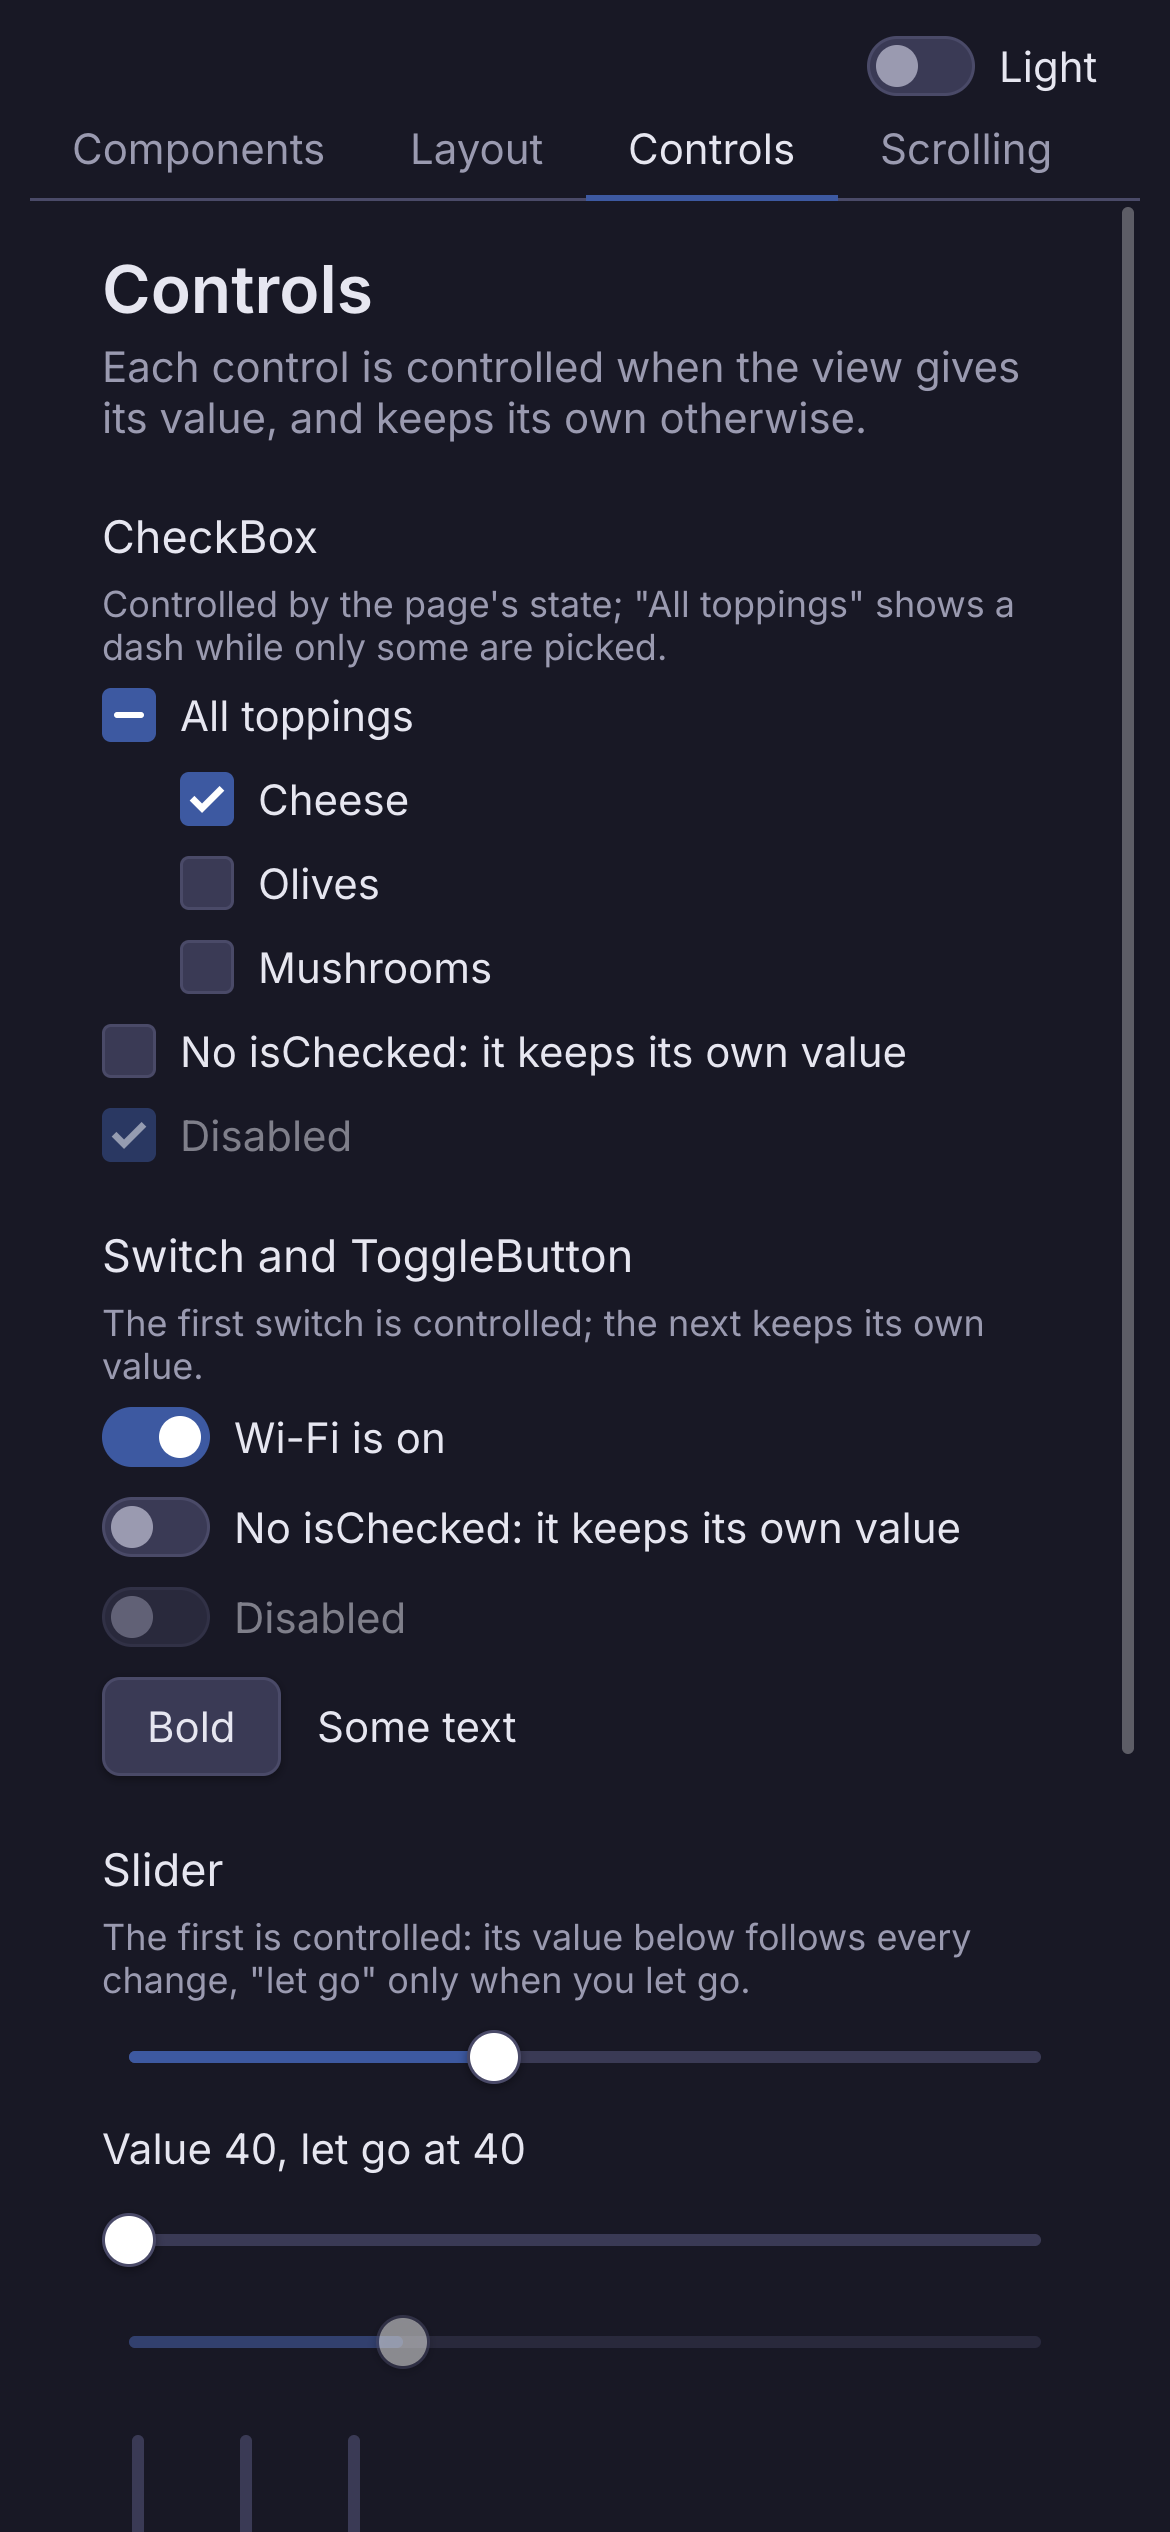 Light
Components Layout Controls Scrolling
Controls
Each control is controlled when the view gives
its value, and keeps its own otherwise.
CheckBox
Controlled by the page's state; "All toppings" shows a
dash while only some are picked.
All toppings
Cheese
Olives
Mushrooms
No isChecked: it keeps its own value
Disabled
Switch and ToggleButton
The first switch is controlled; the next keeps its own
value.
Wi-Fi is on
No isChecked: it keeps its own value
Disabled
Bold Some text
Slider
The first is controlled: its value below follows every
change, "let go" only when you let go.
Value 40, let go at 40